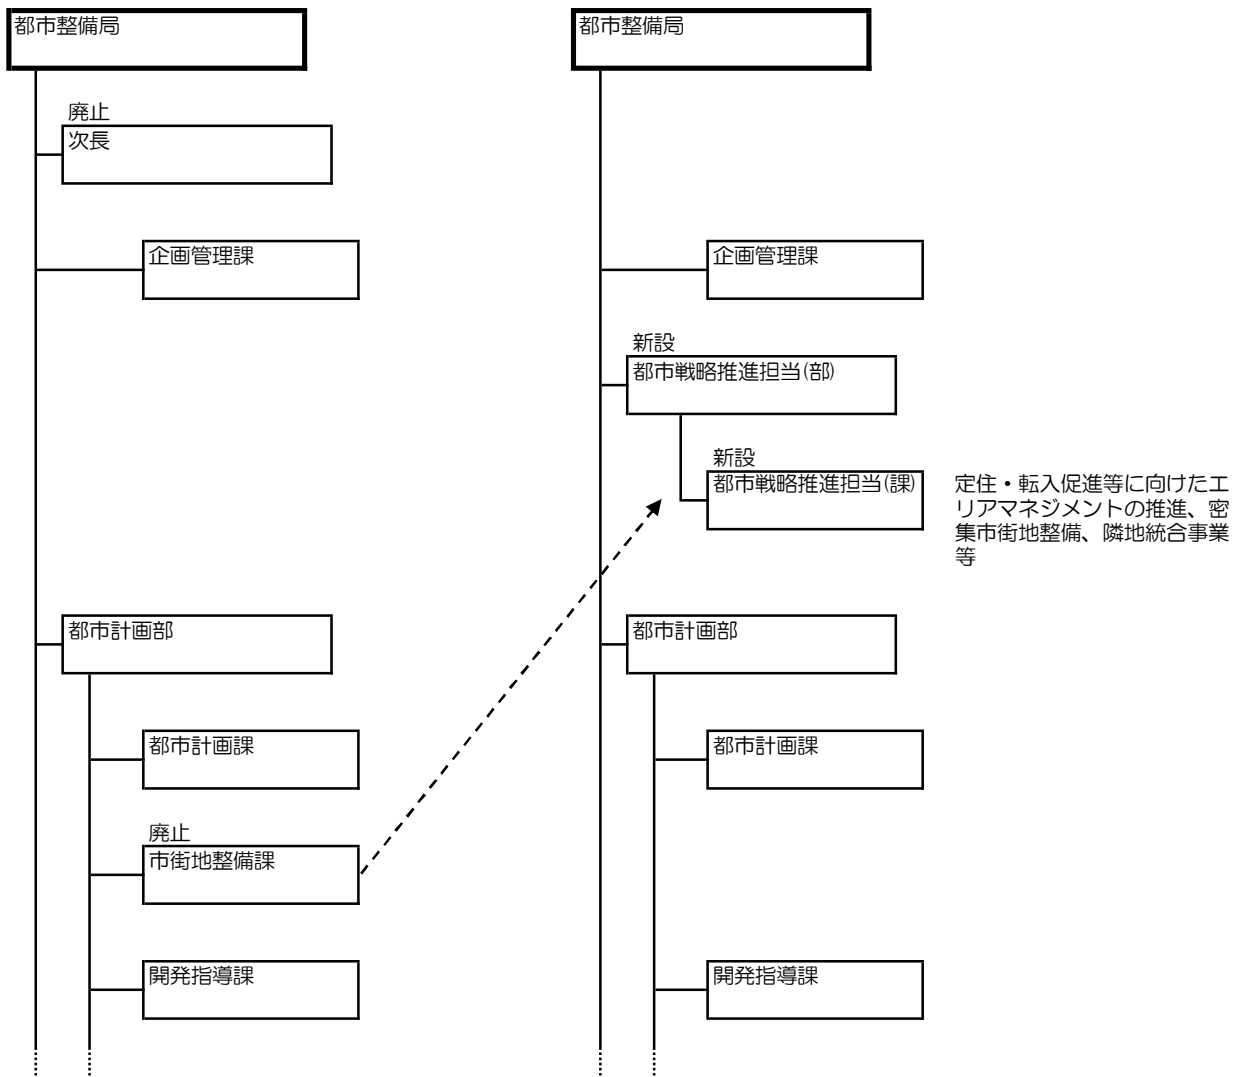 都市整備局
廃止
次長
企画管理課
都市計画部
都市計画課
廃止
市街地整備課
開発指導課
都市整備局
企画管理課
新設
都市戦略推進担当(部)
新設
都市戦略推進担当(課)
定住・転入促進等に向けたエ
リアマネジメントの推進、密
集市街地整備、隣地統合事業
等
都市計画部
都市計画課
開発指導課